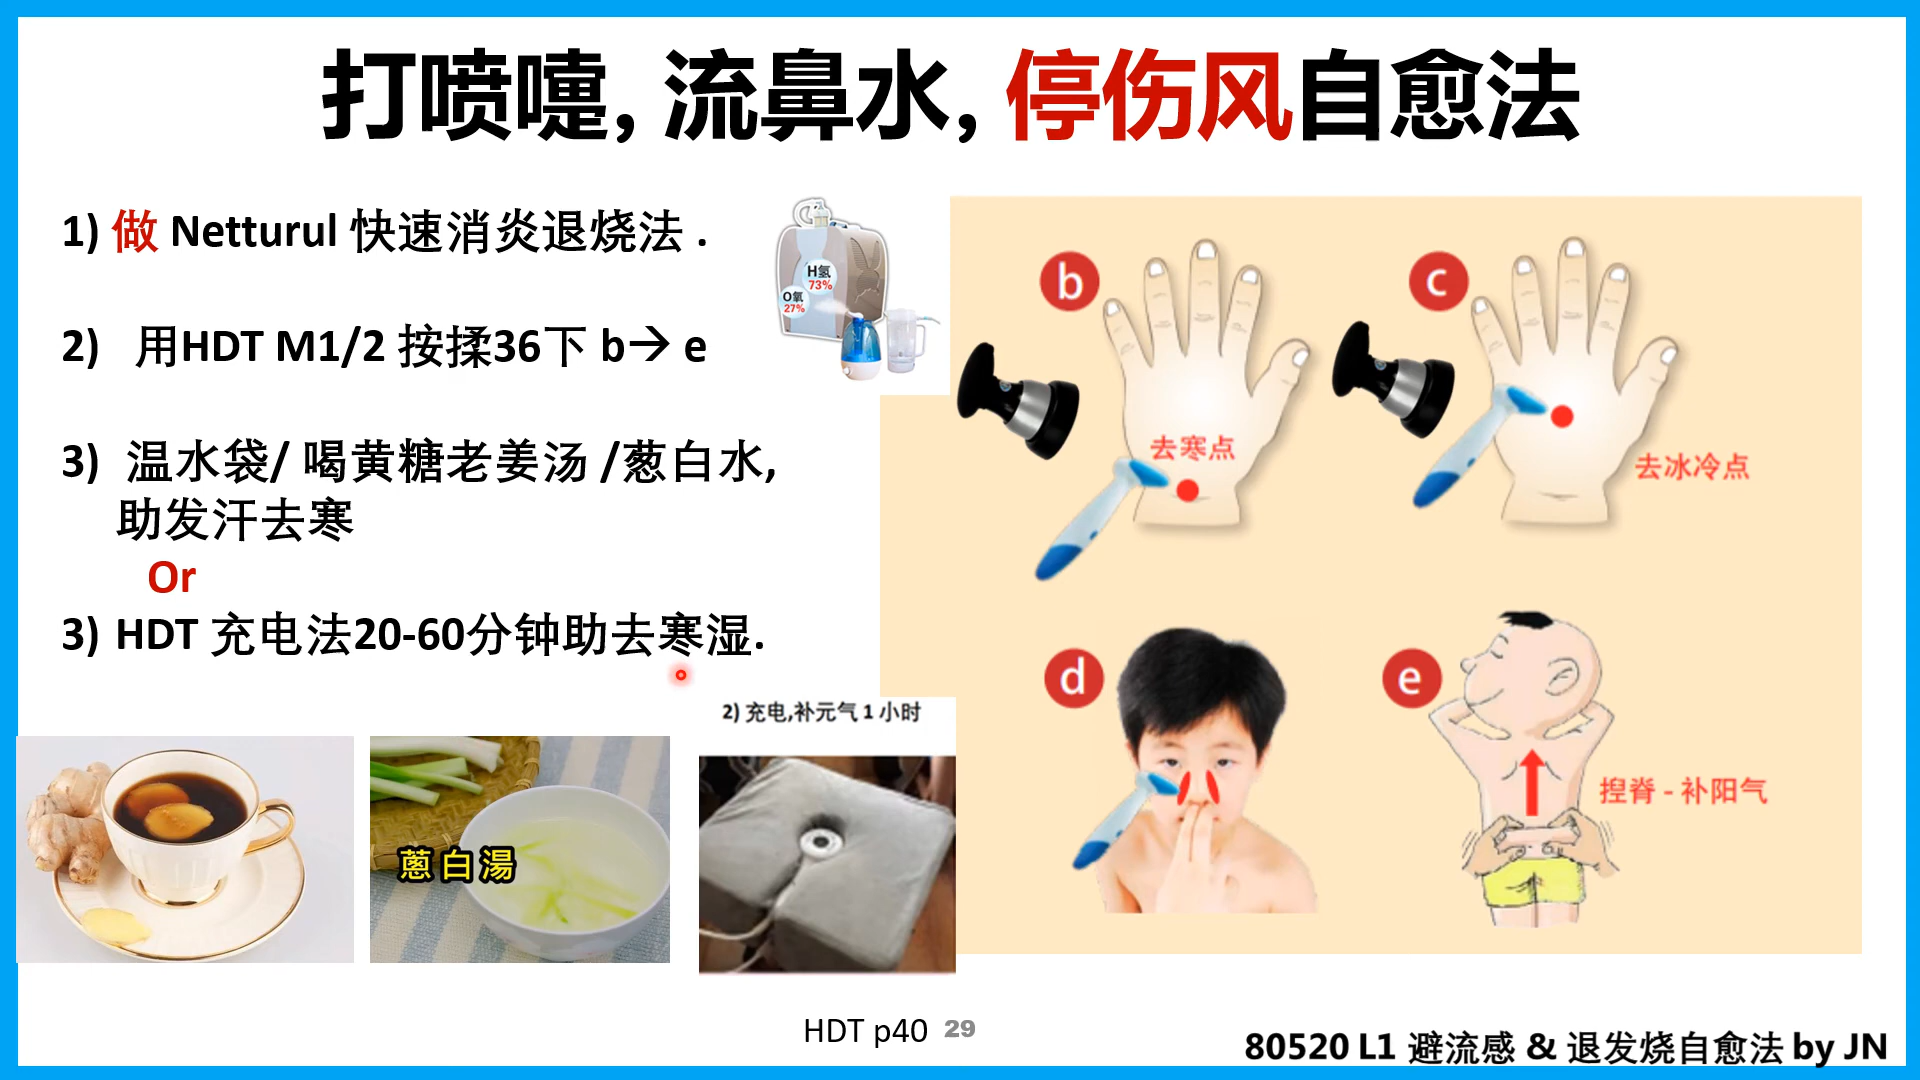 打喷嚏, 流鼻水, 停伤风自愈法
1) 做 Netturul 快速消炎退烧法 .
2) 用HDT M1/2 按揉36下 b→ e
3) 温水袋/ 喝黄糖老姜汤 /葱白水,
助发汗去寒
Or
3) HDT 充电法20-60分钟助去寒湿.
H氢
73%
O氧
27%
b
去寒点
c
去冰冷点
d
e
捏脊 - 补阳气
2) 充电,补元气 1 小时
蔥白湯
HDT p40 29
80520 L1 避流感 & 退发烧自愈法 by JN